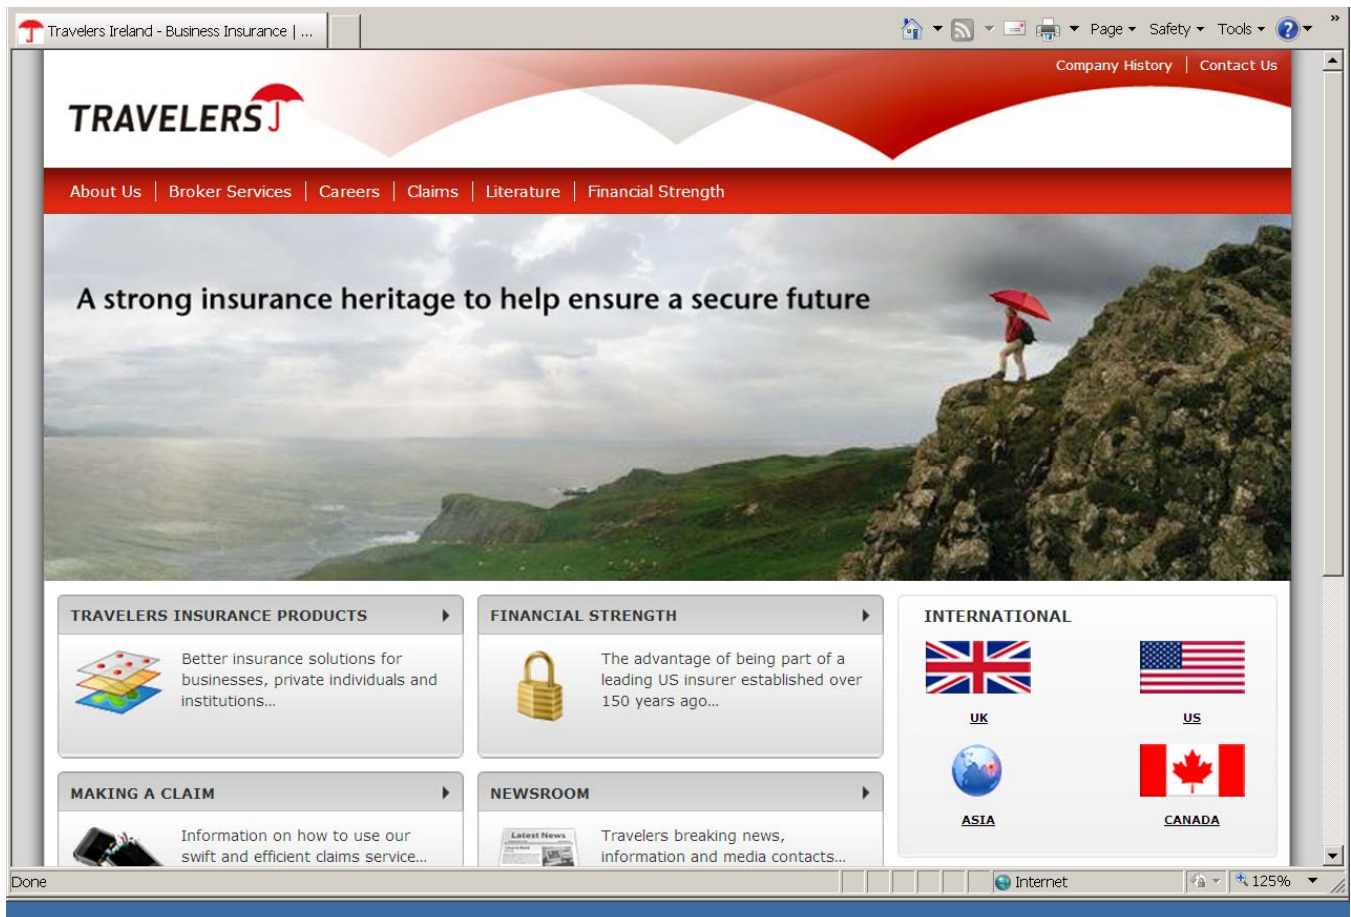 Travelers Ireland - Business Insurance | ...
Page
Safety
Tools
»
Company History | Contact Us
TRAVELERS
About Us | Broker Services | Careers | Claims | Literature | Financial Strength
A strong insurance heritage to help ensure a secure future
TRAVELERS INSURANCE PRODUCTS
Better insurance solutions for
businesses, private individuals and
institutions...
FINANCIAL STRENGTH
The advantage of being part of a
leading US insurer established over
150 years ago...
INTERNATIONAL
UK
US
ASIA
CANADA
MAKING A CLAIM
Information on how to use our
swift and efficient claims service...
NEWSROOM
Latest News
Travelers breaking news,
information and media contacts...
Done
Internet
125%